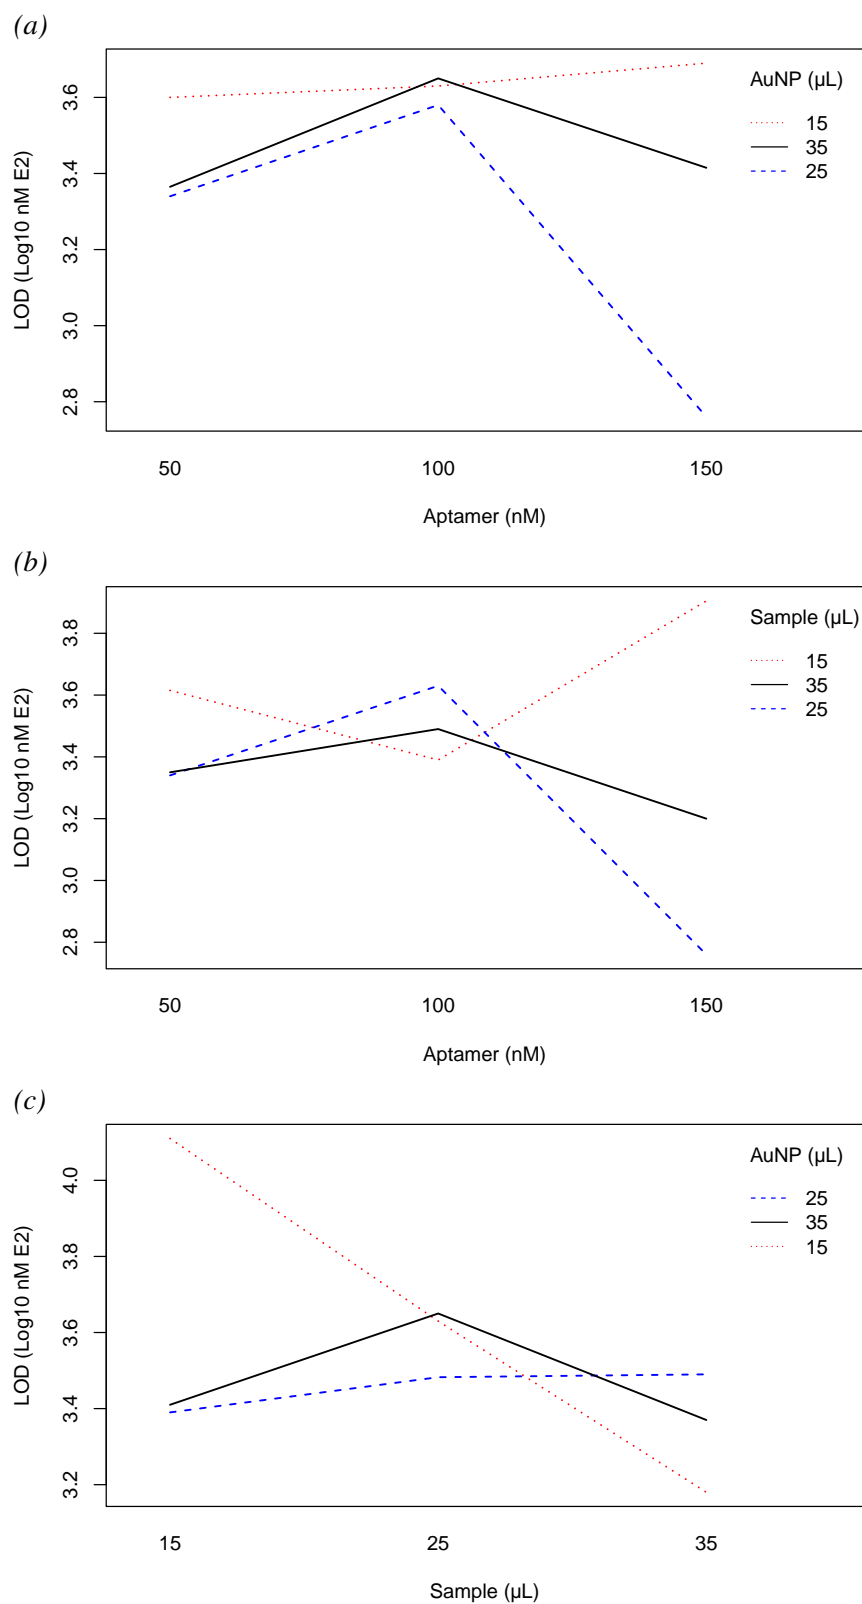 (a)
LOD (Log10 nM E2)
3.6
3.4
3.2
3.0
2.8
AuNP (µL)
15
35
25
50 100 150
Aptamer (nM)
(b)
LOD (Log10 nM E2)
3.8
3.6
3.4
3.2
3.0
2.8
Sample (µL)
15
35
25
50 100 150
Aptamer (nM)
(c)
LOD (Log10 nM E2)
4.0
3.8
3.6
3.4
3.2
AuNP (µL)
25
35
15
15 25 35
Sample (µL)